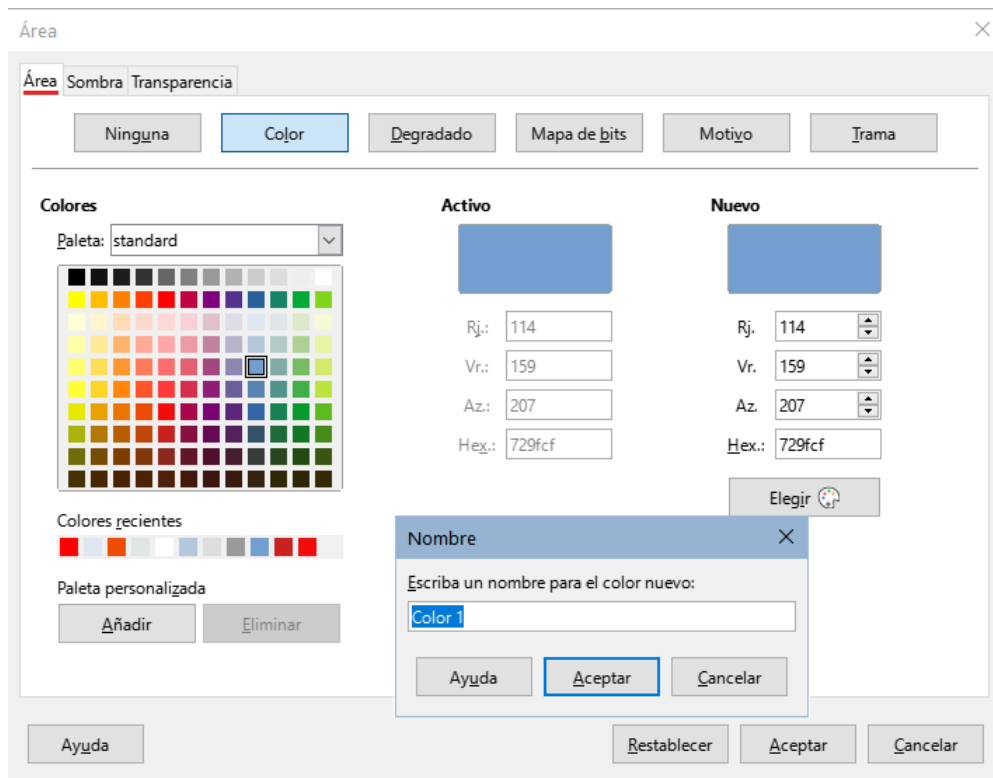 Área
Área Sombra Transparencia
Ninguna Color Degradado Mapa de bits Motivo Trama
Colores Activo Nuevo
Paleta: standard
Rj.: 114 Rj. 114
Vr.: 159 Vr. 159
Az.: 207 Az. 207
Hex.: 729fcf Hex.: 729fcf
Elegir
Colores recientes
Nombre
Escriba un nombre para el color nuevo:
Paleta personalizada
Color 1
Añadir Eliminar
Ayuda Aceptar Cancelar
Ayuda Restablecer Aceptar Cancelar